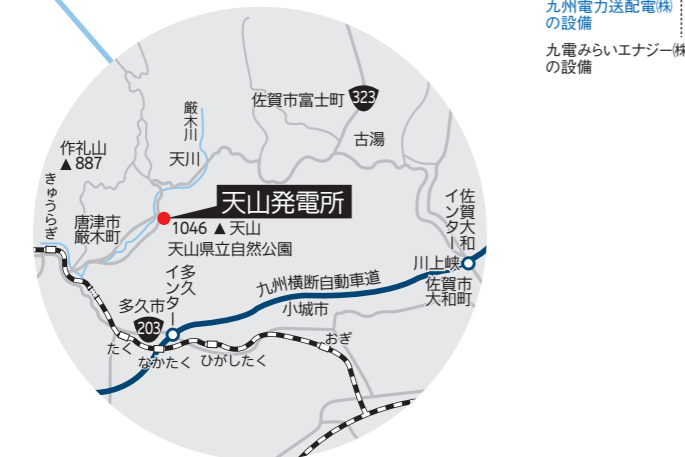 九州電力送配電㈱
の設備
九電みらいエナジー㈱
の設備
佐賀市富士町
323
古湯
厳木川
天川
作礼山
▲887
きゅうらぎ
唐津市
厳木町
天山発電所
1046 ▲天山
天山県立自然公園
佐賀大和
インター
川上峡
佐賀市
大和町
九州横断自動車道
小城市
多久
インター
多久市
203
たく
なかたく
ひがしたく
おぎ